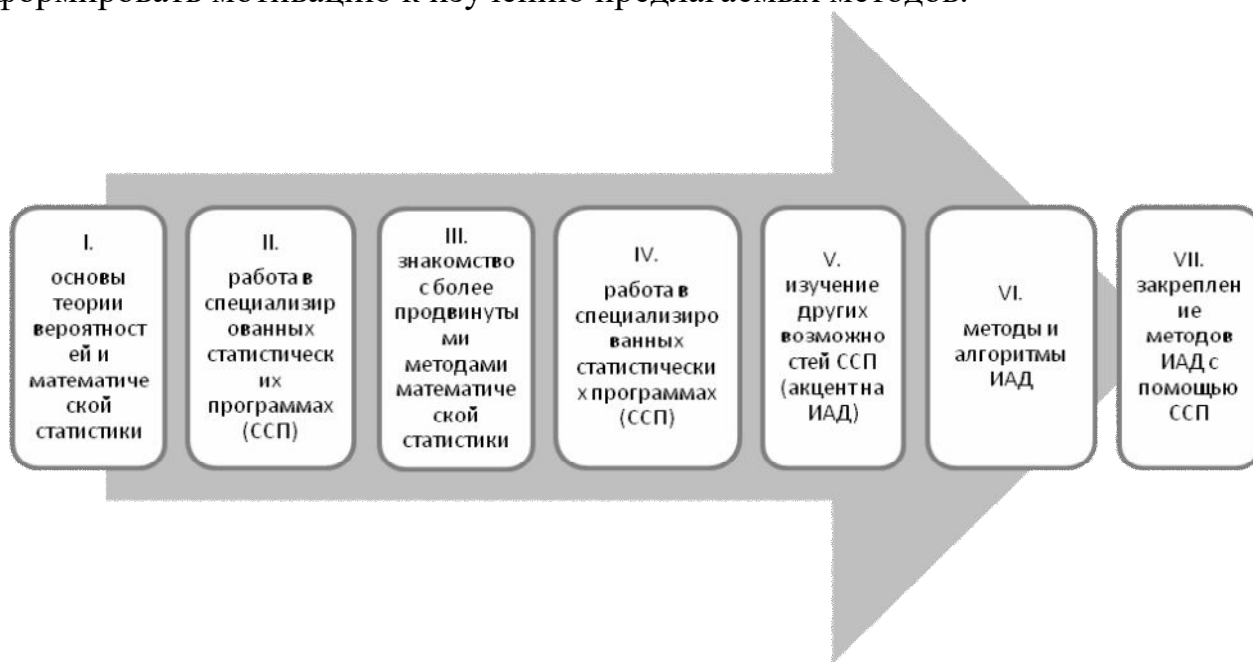 формировать мотивацию к изучению предлагаемых методов.
I.
основы
теории
вероятност
ей и
математиче
ской
статистики
II.
работа в
специализир
ованных
статистическ
их
программах
(ССП)
III.
знакомство
с более
продвинуты
ми
методами
математиче
ской
статистики
IV.
работа в
специализиро
ванных
статистически
х программах
(ССП)
V.
изучение
других
возможно
стей ССП
(акцент на
ИАД)
VI.
методы и
алгоритмы
ИАД
VII.
закреплен
ие
методов
ИАД с
помощью
ССП